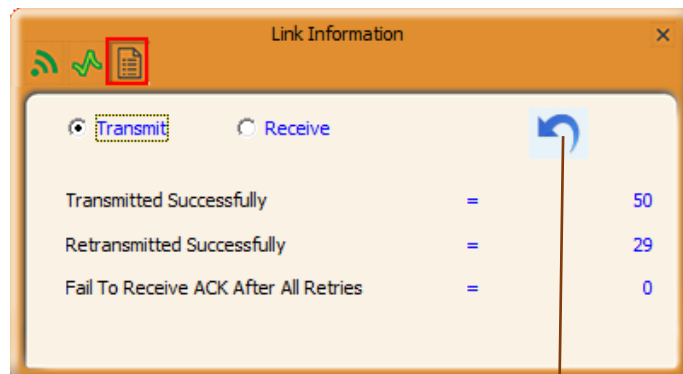 Link Information
Transmit Receive
Transmitted Successfully = 50
Retransmitted Successfully = 29
Fail To Receive ACK After All Retries = 0